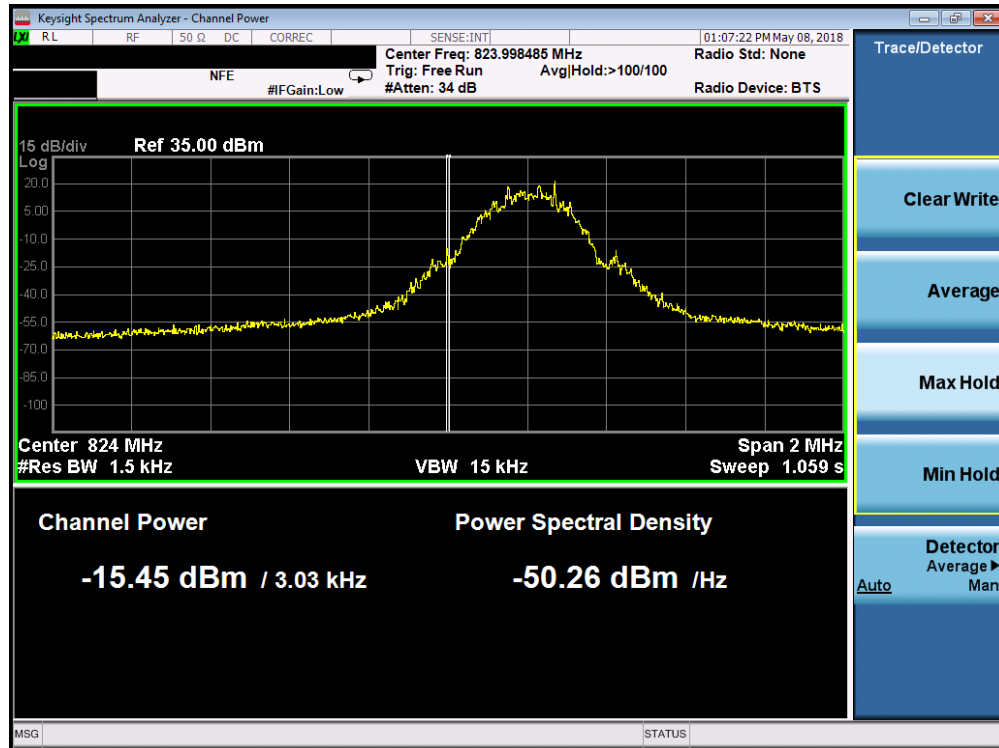 Keysight Spectrum Analyzer - Channel Power
LXI RL RF 50 Ω DC CORREC SENSE:INT 01:07:22 PM May 08, 2018
Center Freq: 823.998485 MHz Radio Std: None
NFE Trig: Free Run Avg|Hold:>100/100
#IFGain:Low #Atten: 34 dB Radio Device: BTS
15 dB/div Ref 35.00 dBm
Log
20.0
5.00
-10.0
-25.0
-40.0
-55.0
-70.0
-85.0
-100
Center 824 MHz Span 2 MHz
#Res BW 1.5 kHz VBW 15 kHz Sweep 1.059 s
Channel Power Power Spectral Density
-15.45 dBm / 3.03 kHz -50.26 dBm /Hz
Trace/Detector
Clear Write
Average
Max Hold
Min Hold
Detector
Average
Auto Man
MSG STATUS